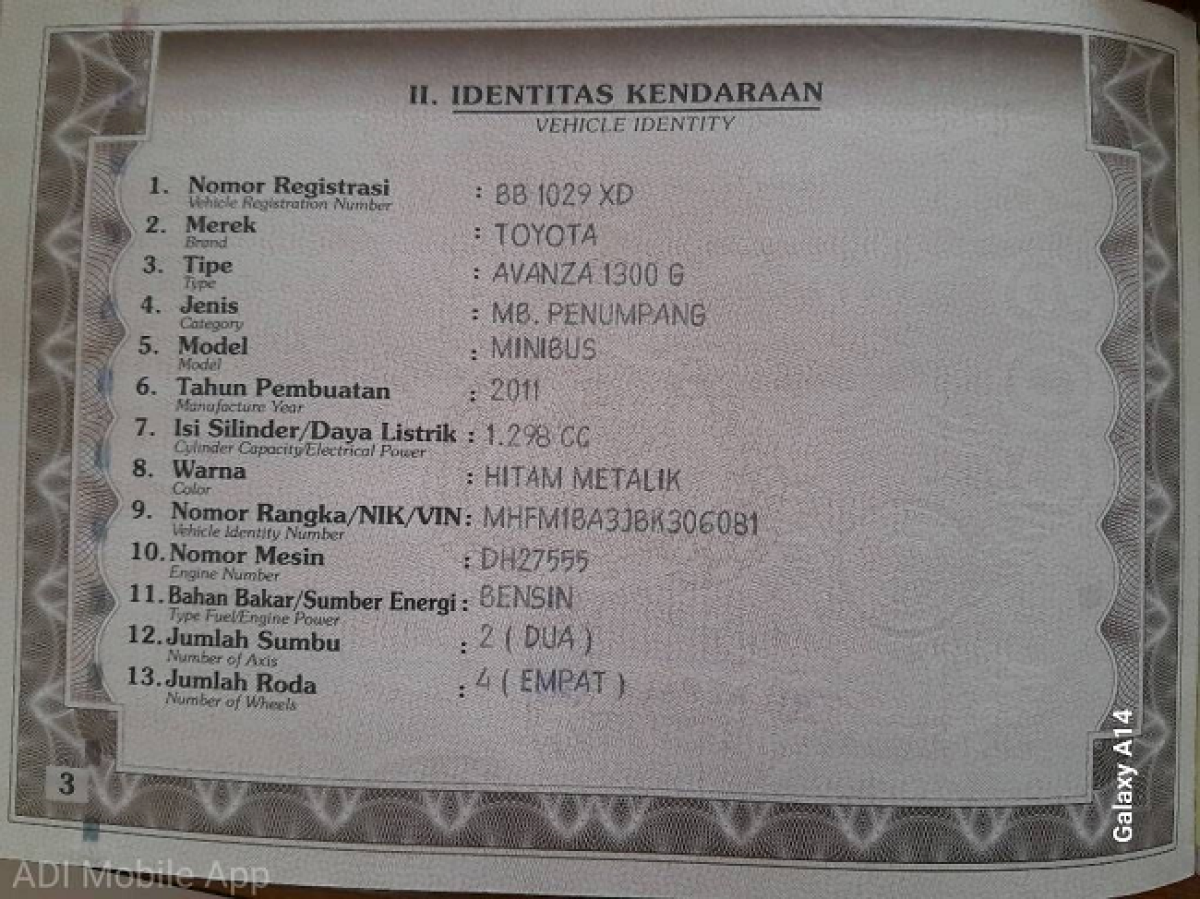 II. IDENTITAS KENDARAAN
VEHICLE IDENTITY
1. Nomor Registrasi : BB 1029 XD
Vehicle Registration Number
2. Merek : TOYOTA
Brand
3. Tipe : AVANZA 1300 G
Type
4. Jenis : MB. PENUMPANG
Category
5. Model : MINIBUS
Model
6. Tahun Pembuatan : 2011
Manufacture Year
7. Isi Silinder/Daya Listrik : 1.298 CC
Cylinder Capacity/Electrical Power
8. Warna : HITAM METALIK
Color
9. Nomor Rangka/NIK/VIN: MHFM1BA3JBK306081
Vehicle Identity Number
10. Nomor Mesin : DH27555
Engine Number
11. Bahan Bakar/Sumber Energi : BENSIN
Type Fuel/Engine Power
12. Jumlah Sumbu : 2 ( DUA )
Number of Axis
13. Jumlah Roda : 4 ( EMPAT )
Number of Wheels
3
Galaxy A14
ADI Mobile App